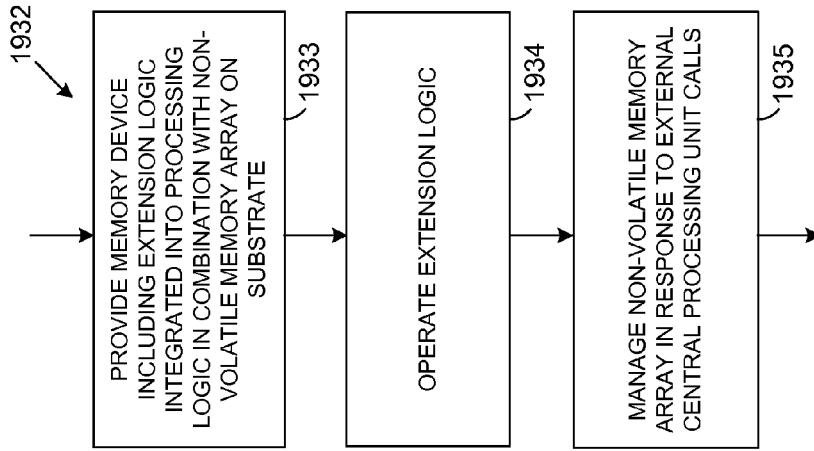 1932
PROVIDE MEMORY DEVICE
INCLUDING EXTENSION LOGIC
INTEGRATED INTO PROCESSING
LOGIC IN COMBINATION WITH NON-
VOLATILE MEMORY ARRAY ON
SUBSTRATE
1933
OPERATE EXTENSION LOGIC
1934
MANAGE NON-VOLATILE MEMORY
ARRAY IN RESPONSE TO EXTERNAL
CENTRAL PROCESSING UNIT CALLS
1935